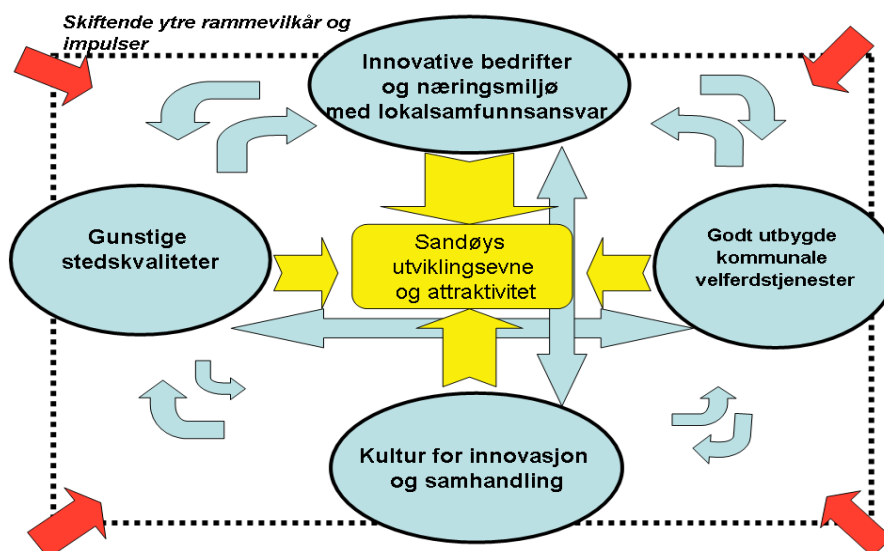 Skiftende ytre rammevilkår og
impulser
Innovative bedrifter
og næringsmiljø
med lokalsamfunnsansvar
Gunstige
stedskvaliteter
Sandøys
utviklingsevne
og attraktivitet
Godt utbygde
kommunale
velferdstjenester
Kultur for innovasjon
og samhandling